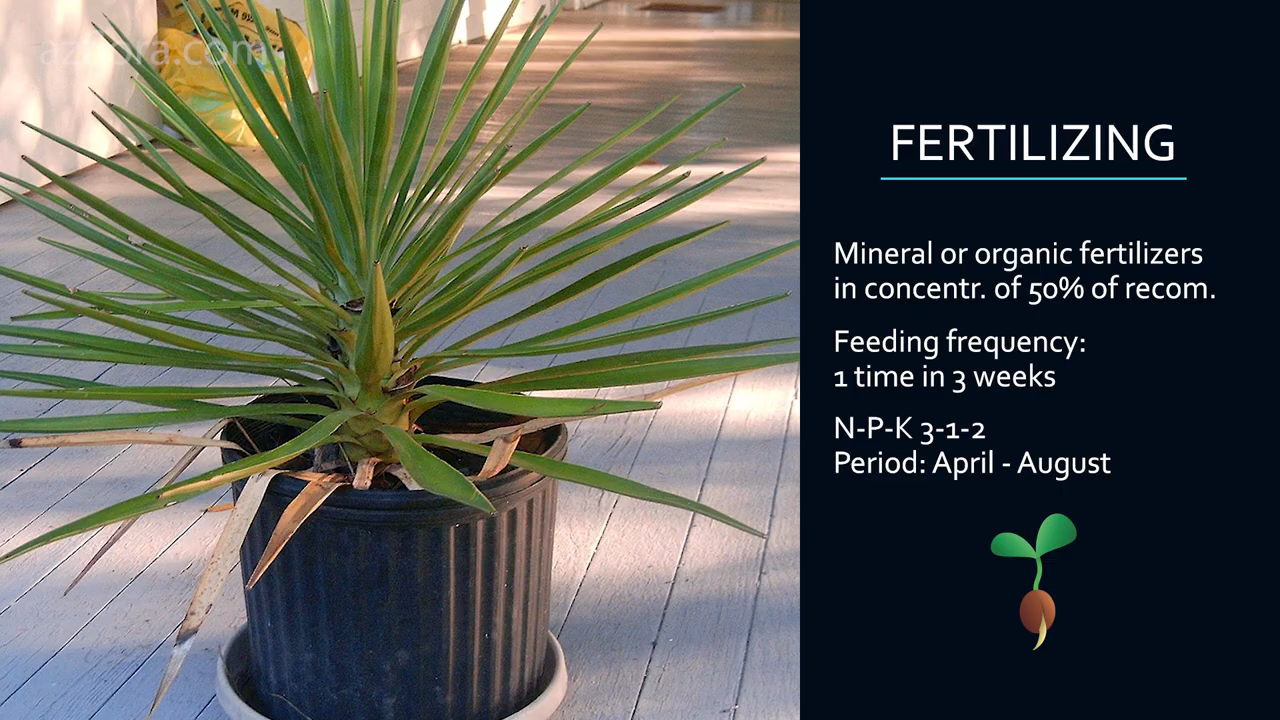 FERTILIZING
Mineral or organic fertilizers
in concentr. of 50% of recom.
Feeding frequency:
1 time in 3 weeks
N-P-K 3-1-2
Period: April - August